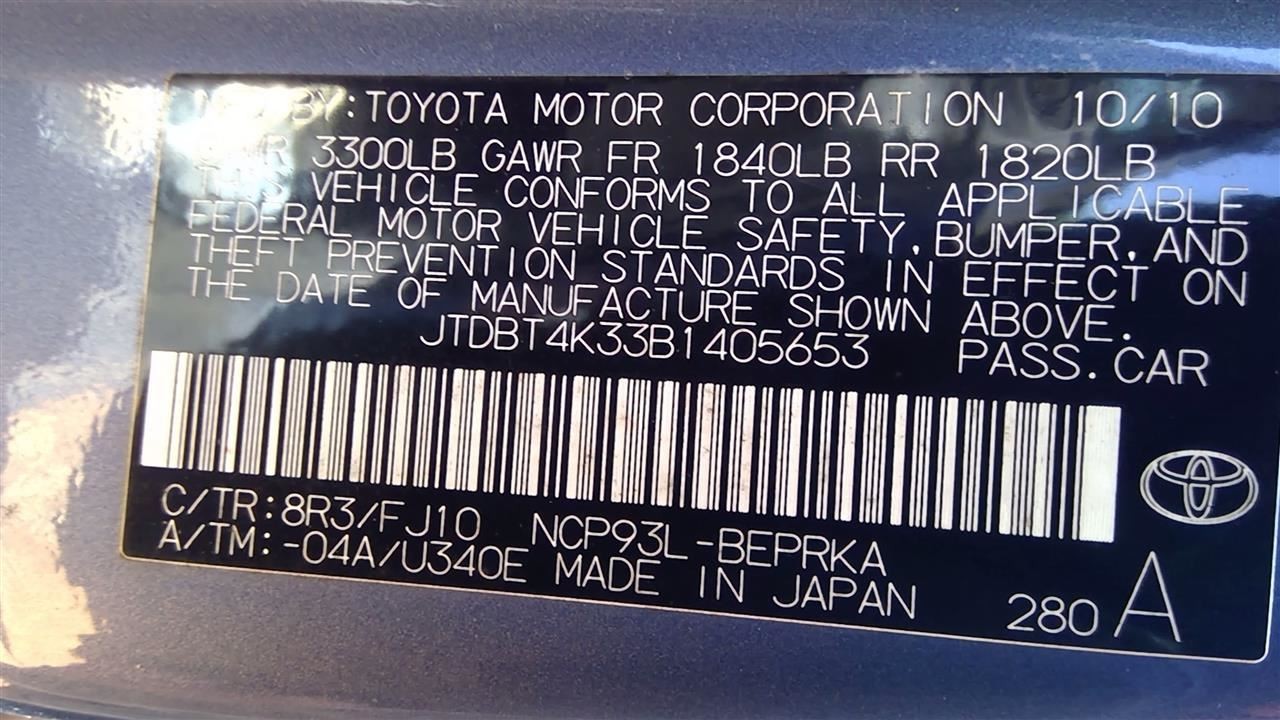 BY: TOYOTA MOTOR CORPORATION 10/10
3300LB GAWR FR 1840LB RR 1820LB
THIS VEHICLE CONFORMS TO ALL APPLICABLE
FEDERAL MOTOR VEHICLE SAFETY, BUMPER, AND
THEFT PREVENTION STANDARDS IN EFFECT ON
THE DATE OF MANUFACTURE SHOWN ABOVE.
JTDBT4K33B1405653 PASS. CAR
C/TR: 8R3/FJ10 NCP93L-BEPRKA
A/TM: -04A/U340E MADE IN JAPAN 280 A